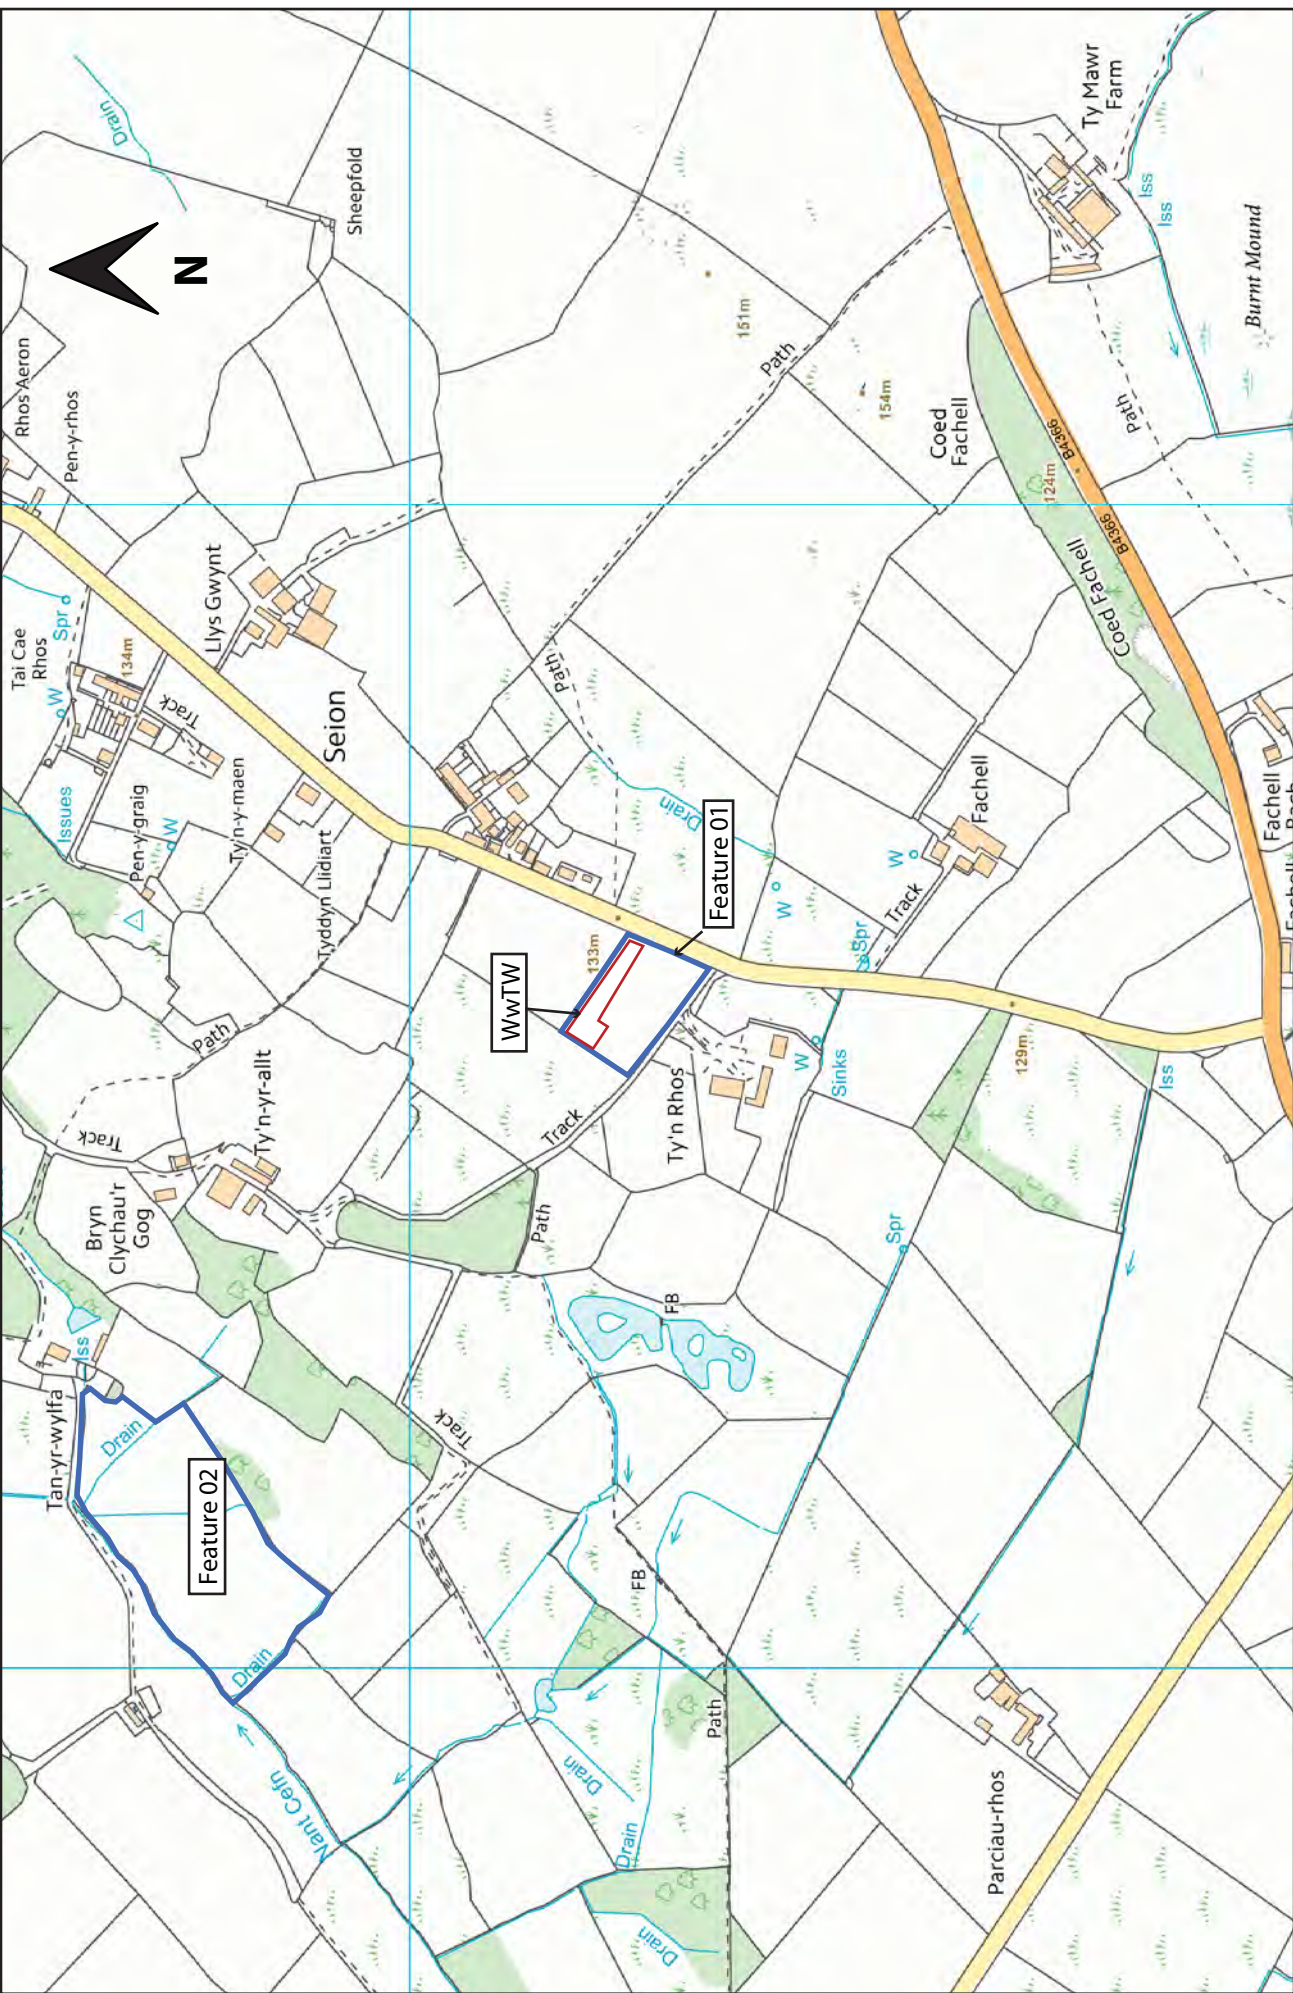 Drain
Sheepfold
N
Rhos Aeron
Pen-y-rhos
Ty Mawr
Farm
Iss
Iss
Burnt Mound
151m
Path
154m
Coed
Fachell
Path
B4366
124m
B4366
Coed Fachell
Tai Cae
Rhos
Spr
W
134m
Llys Gwynt
Track
Seion
Path
Issues
Pen-y-graig
W
Ty'n-y-maen
Tyddyn Llidiart
Drain
Feature 01
W
W
Fachell
Track
Spr
Fachell
133m
WwTW
Path
Ty'n-yr-allt
Track
Bryn
Clychau'r
Gog
Track
Ty'n Rhos
W
Sinks
129m
Iss
Path
Spr
FB
Iss
Tan-yr-wylfa
Drain
Feature 02
Track
Drain
FB
Nant Cefn
Drain
Drain
Path
Drain
Parciau-rhos